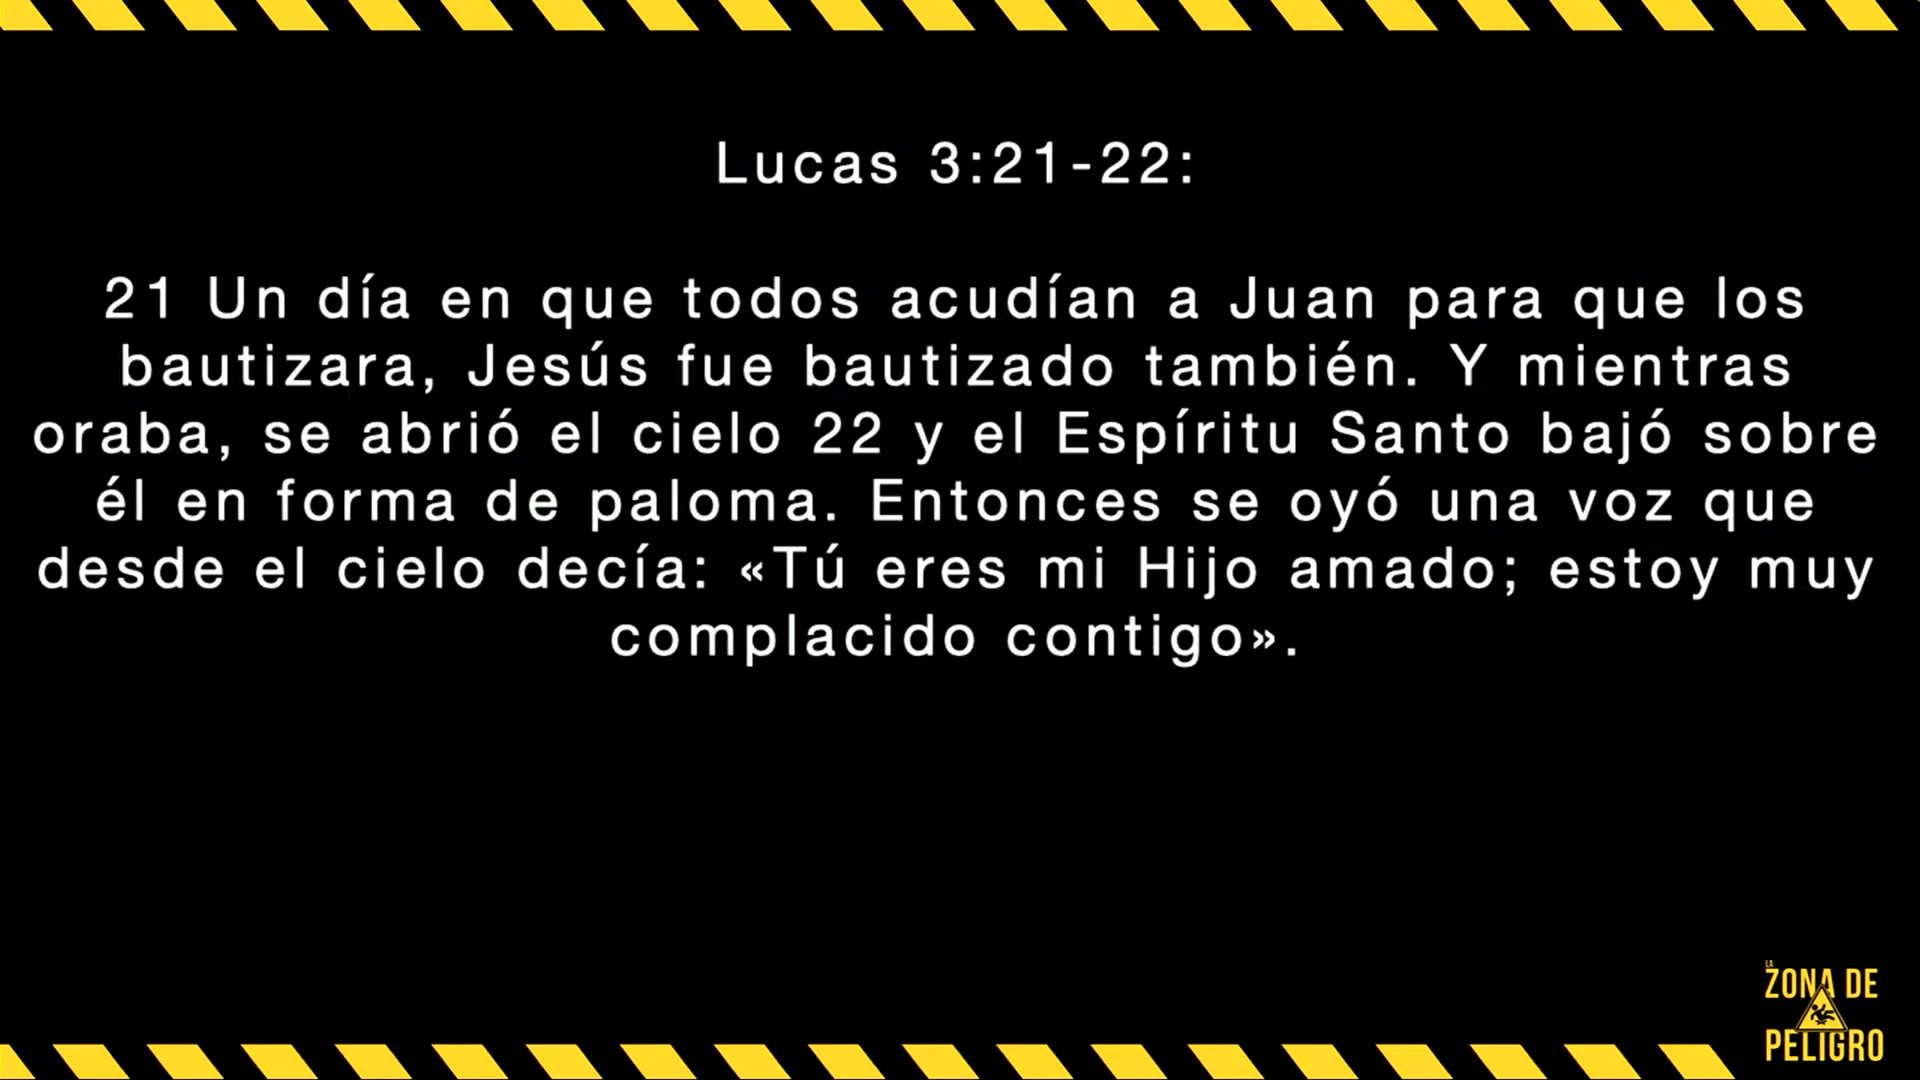 Lucas 3:21-22:
21 Un día en que todos acudían a Juan para que los
bautizara, Jesús fue bautizado también. Y mientras
oraba, se abrió el cielo 22 y el Espíritu Santo bajó sobre
él en forma de paloma. Entonces se oyó una voz que
desde el cielo decía: «Tú eres mi Hijo amado; estoy muy
complacido contigo».
LA
ZONA DE
PELIGRO